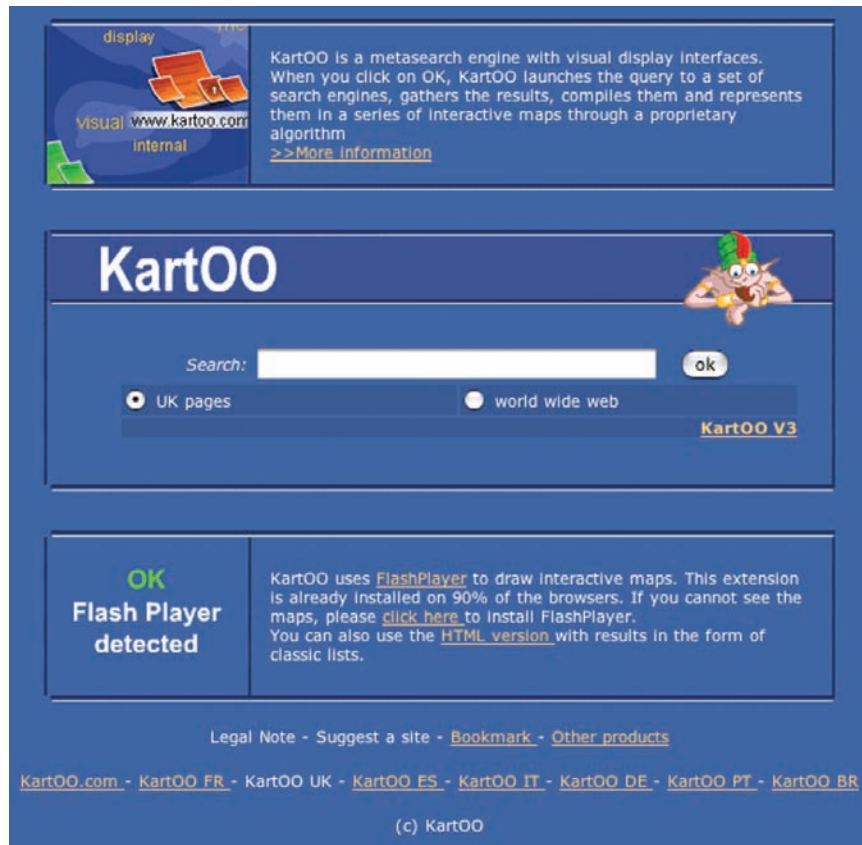 display
KartOO is a metasearch engine with visual display interfaces.
When you click on OK, KartOO launches the query to a set of
search engines, gathers the results, compiles them and represents
them in a series of interactive maps through a proprietary
algorithm
>>More information
visual www.kartoo.com
internal
KartOO
Search:
ok
UK pages
world wide web
KartOO V3
OK
Flash Player
detected
KartOO uses FlashPlayer to draw interactive maps. This extension
is already installed on 90% of the browsers. If you cannot see the
maps, please click here to install FlashPlayer.
You can also use the HTML version with results in the form of
classic lists.
Legal Note - Suggest a site - Bookmark - Other products
KartOO.com - KartOO FR - KartOO UK - KartOO ES - KartOO IT - KartOO DE - KartOO PT - KartOO BR
(c) KartOO